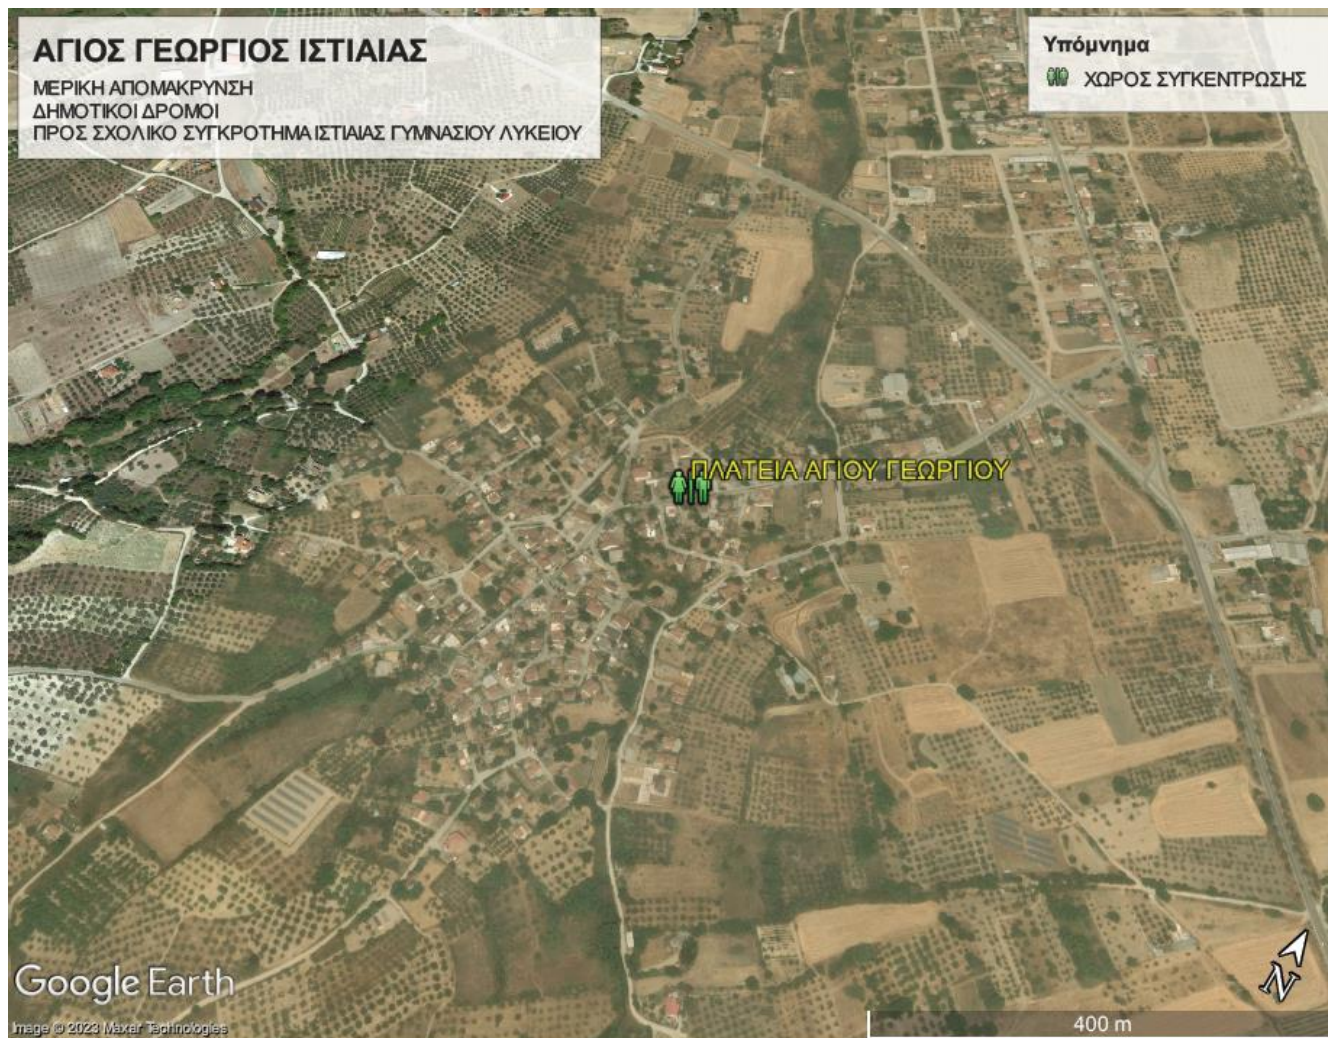 ΑΓΙΟΣ ΓΕΩΡΓΙΟΣ ΙΣΤΙΑΙΑΣ
ΜΕΡΙΚΗ ΑΠΟΜΑΚΡΥΝΣΗ
ΔΗΜΟΤΙΚΟΙ ΔΡΟΜΟΙ
ΠΡΟΣ ΣΧΟΛΙΚΟ ΣΥΓΚΡΟΤΗΜΑ ΙΣΤΙΑΙΑΣ ΓΥΜΝΑΣΙΟΥ ΛΥΚΕΙΟΥ
Υπόμνημα
ΧΩΡΟΣ ΣΥΓΚΕΝΤΡΩΣΗΣ
ΠΛΑΤΕΙΑ ΑΓΙΟΥ ΓΕΩΡΓΙΟΥ
Google Earth
Image © 2023 Maxar Technologies
N
400 m